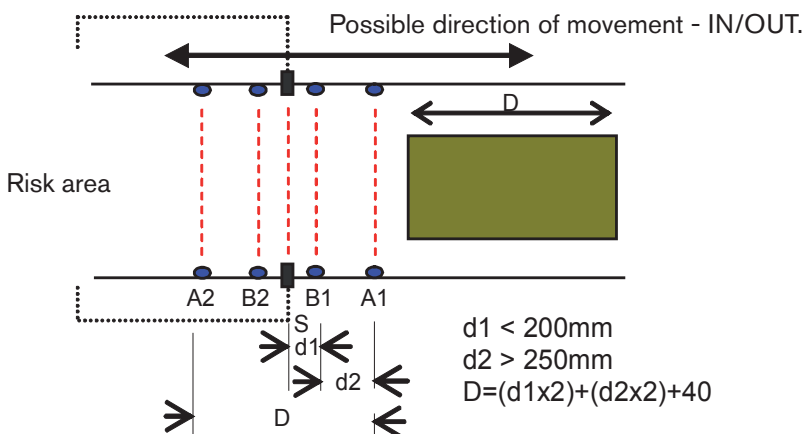 Possible direction of movement - IN/OUT.
D
Risk area
A2 B2 B1 A1
S
d1
d2
D
d1 < 200mm
d2 > 250mm
D=(d1x2)+(d2x2)+40